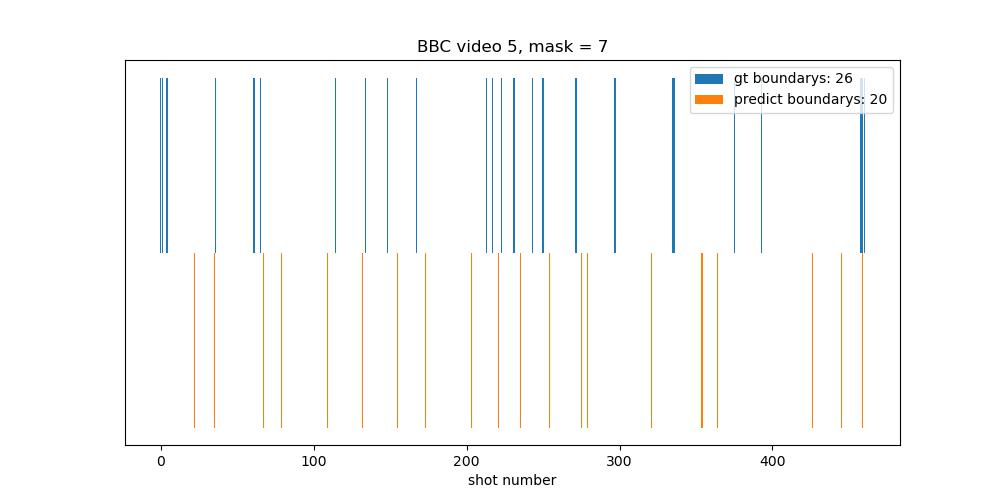 BBC video 5, mask = 7
gt boundarys: 26
predict boundarys: 20
0 100 200 300 400
shot number